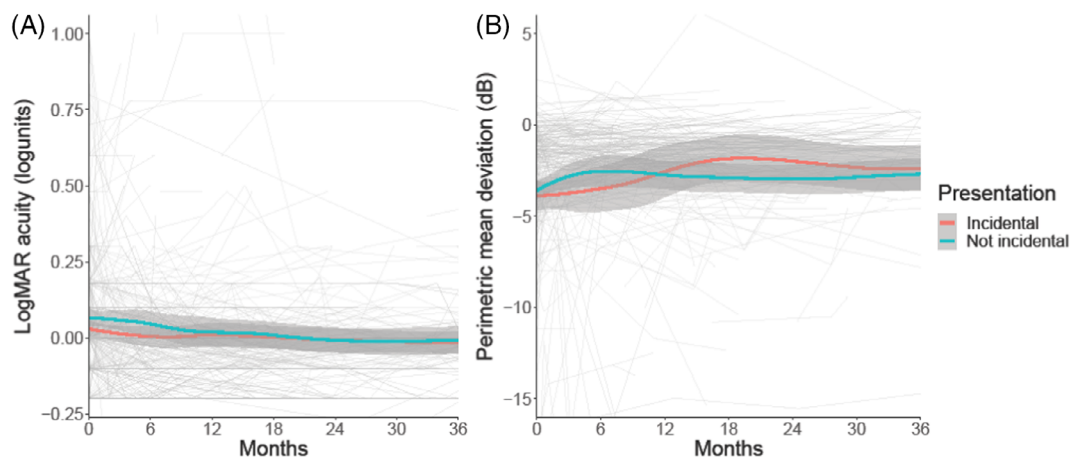 (A)
LogMAR acuity (logunits)
1.00
0.75
0.50
0.25
0.00
−0.25
0 6 12 18 24 30 36
Months
(B)
Perimetric mean deviation (dB)
5
0
−5
−10
−15
0 6 12 18 24 30 36
Months
Presentation
Incidental
Not incidental